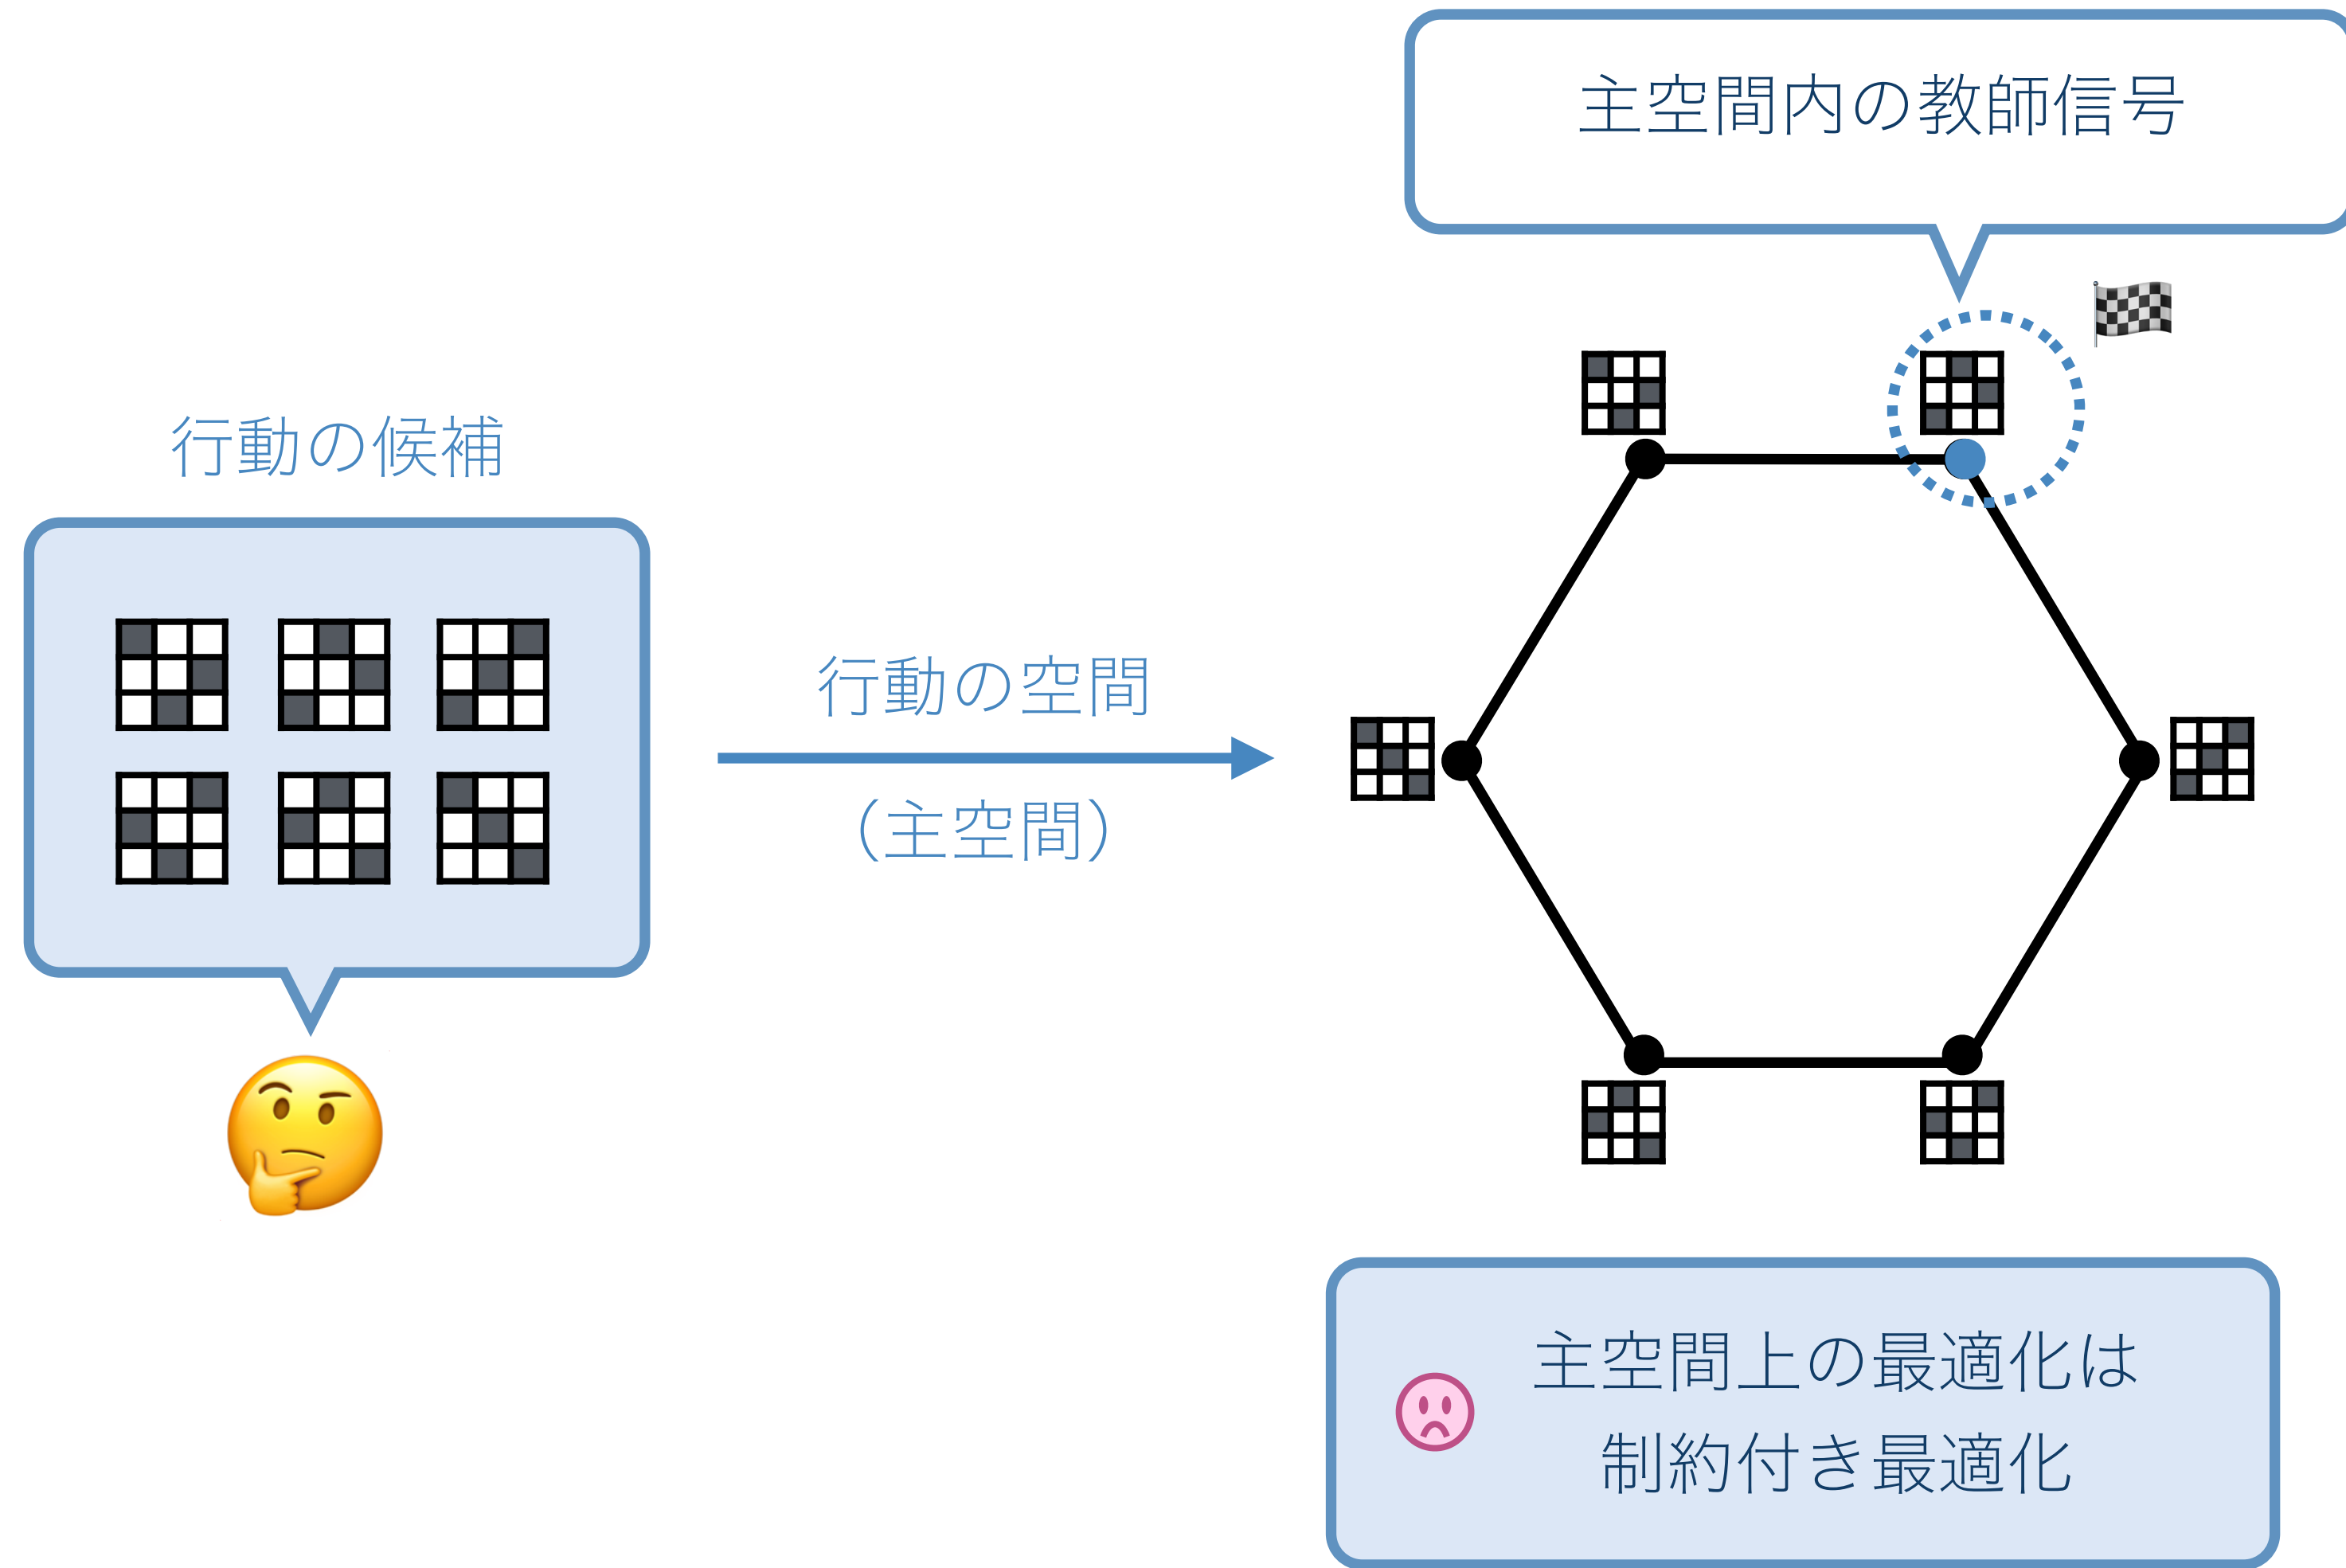 主空間内の教師信号
行動の候補
行動の空間
（主空間）
主空間上の最適化は
制約付き最適化